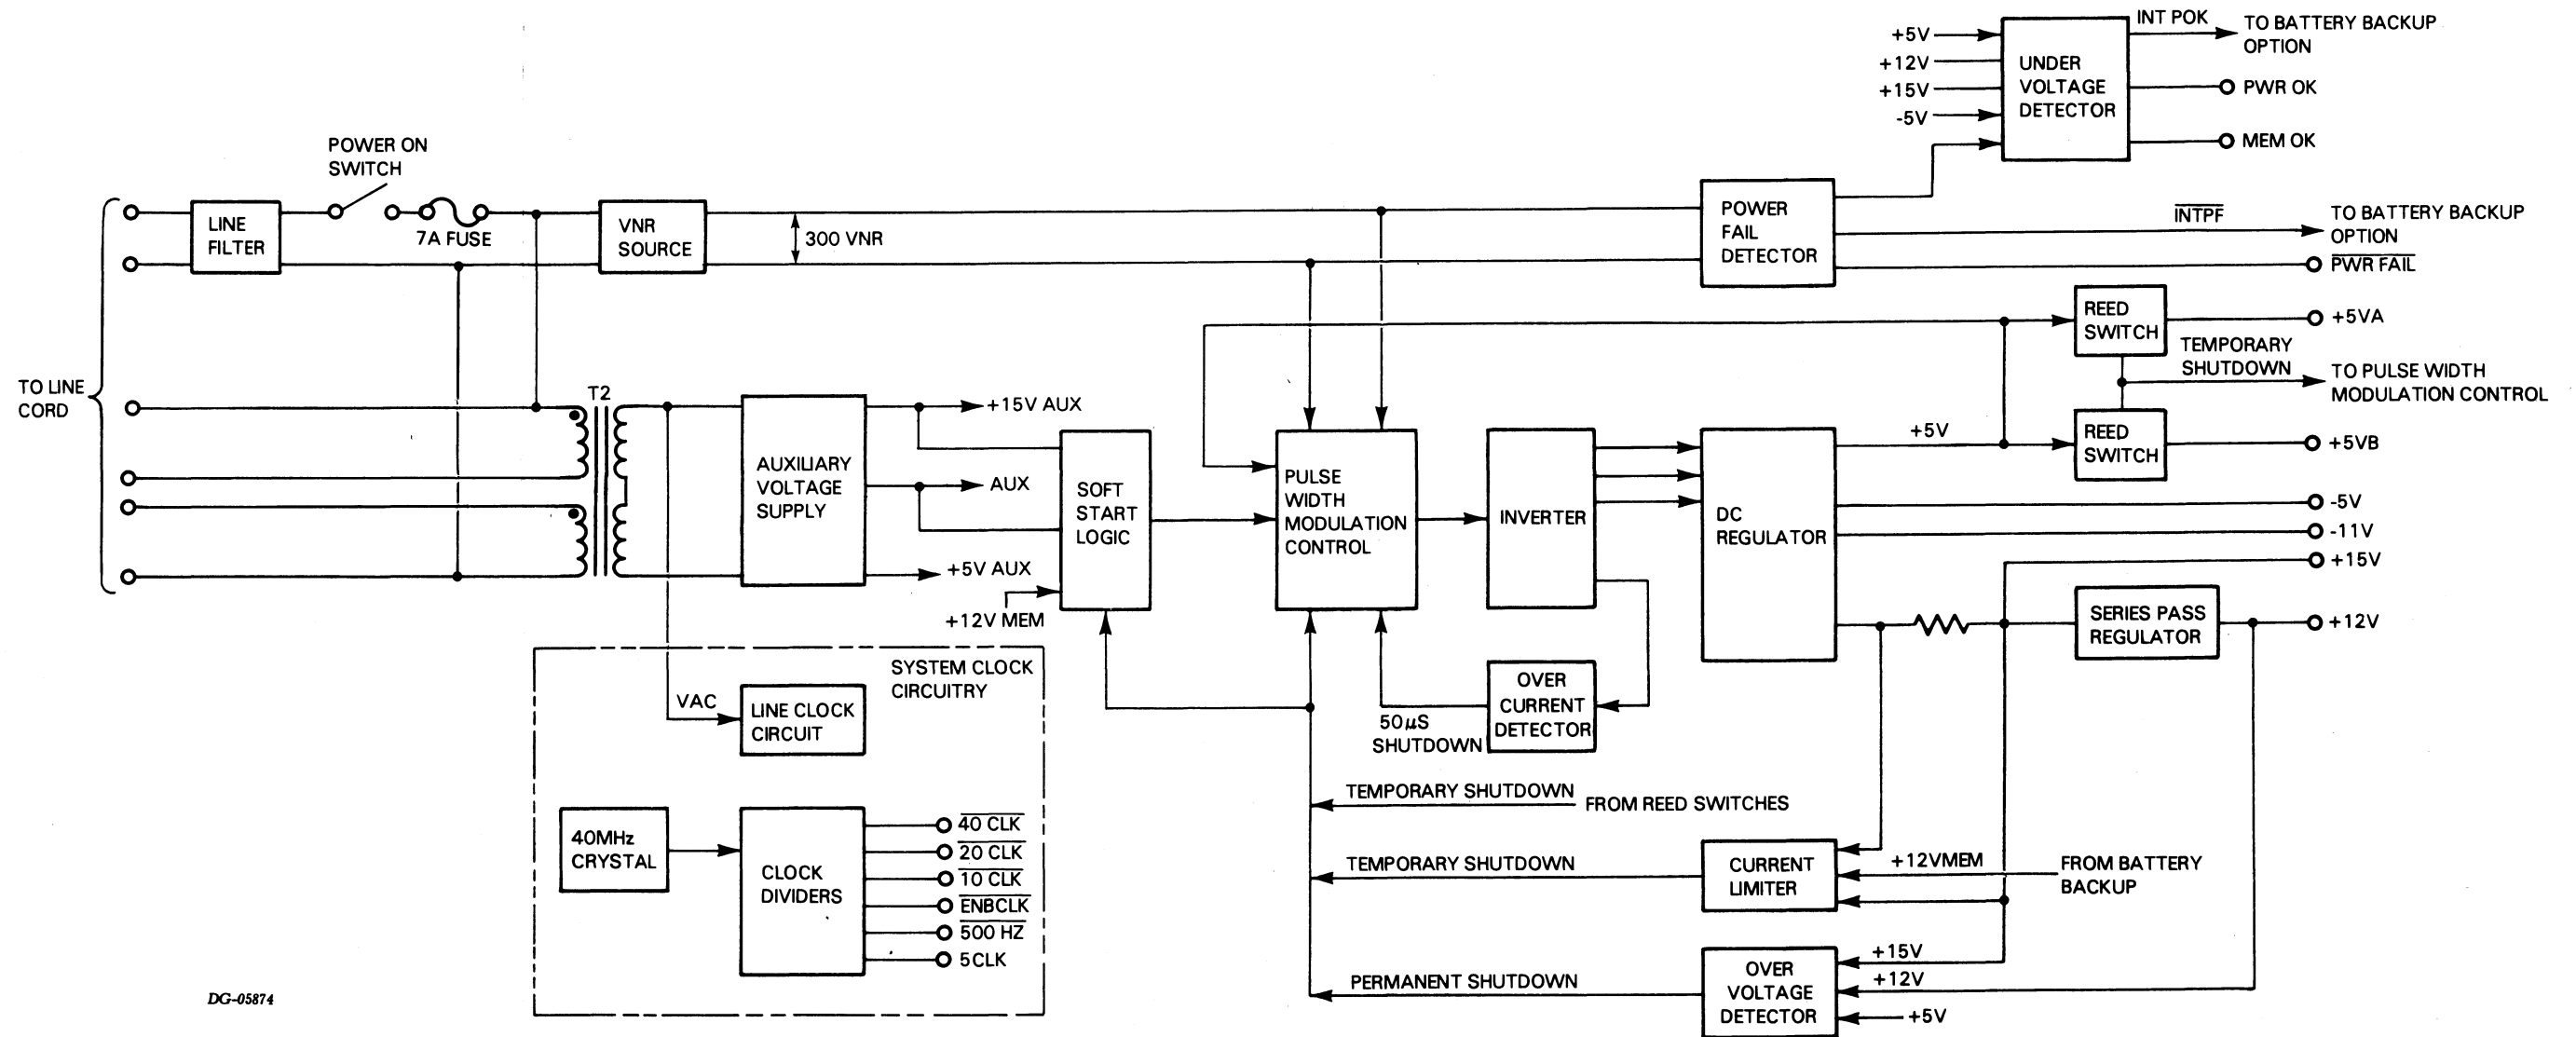 INT POK
TO BATTERY BACKUP
OPTION
+5V
+12V
+15V
-5V
UNDER
VOLTAGE
DETECTOR
PWR OK
MEM OK
POWER ON
SWITCH
LINE
FILTER
7A FUSE
VNR
SOURCE
300 VNR
POWER
FAIL
DETECTOR
INTPF
TO BATTERY BACKUP
OPTION
PWR FAIL
REED
SWITCH
+5VA
TEMPORARY
SHUTDOWN
TO PULSE WIDTH
MODULATION CONTROL
TO LINE
CORD
T2
AUXILIARY
VOLTAGE
SUPPLY
+15V AUX
AUX
+5V AUX
+12V MEM
SOFT
START
LOGIC
PULSE
WIDTH
MODULATION
CONTROL
INVERTER
DC
REGULATOR
+5V
REED
SWITCH
+5VB
-5V
-11V
+15V
SERIES PASS
REGULATOR
+12V
SYSTEM CLOCK
CIRCUITRY
VAC
LINE CLOCK
CIRCUIT
OVER
CURRENT
DETECTOR
50µS
SHUTDOWN
TEMPORARY SHUTDOWN
FROM REED SWITCHES
40MHz
CRYSTAL
CLOCK
DIVIDERS
40 CLK
20 CLK
10 CLK
ENBCLK
500 HZ
5CLK
TEMPORARY SHUTDOWN
CURRENT
LIMITER
+12VMEM
FROM BATTERY
BACKUP
PERMANENT SHUTDOWN
OVER
VOLTAGE
DETECTOR
+15V
+12V
+5V
DG-05874